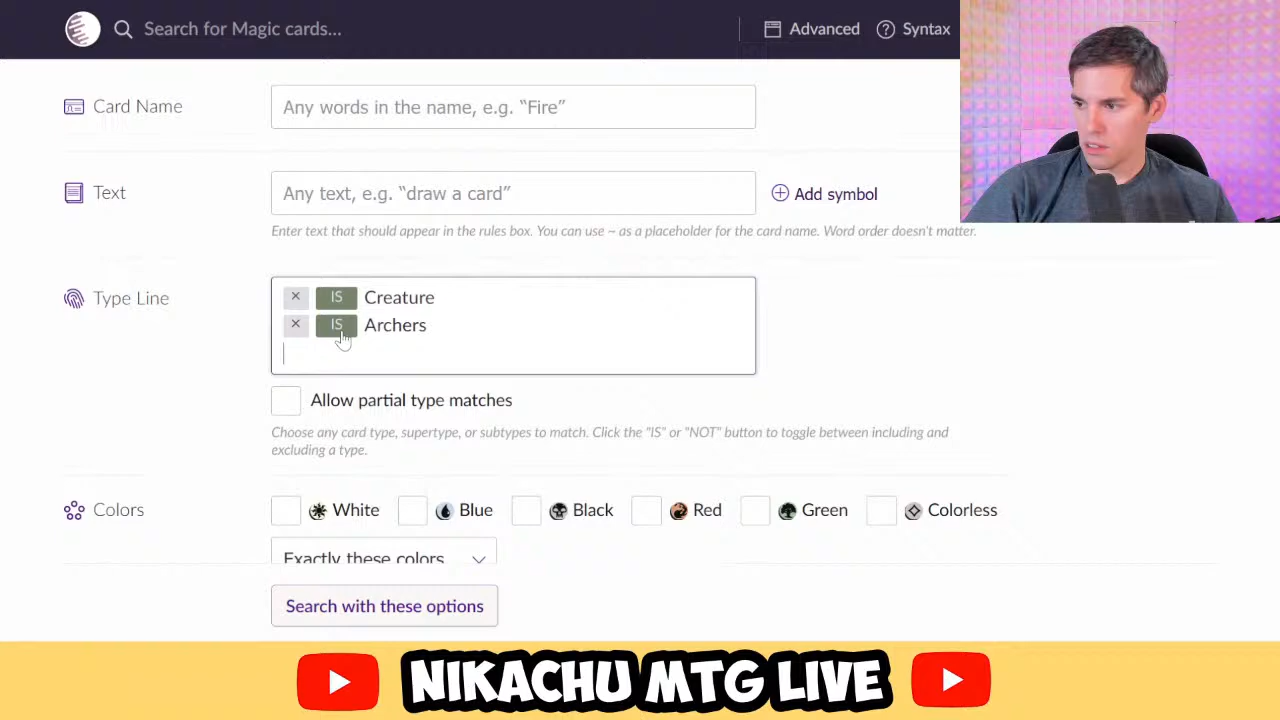 Search for Magic cards...
Advanced
Syntax
Card Name
Any words in the name, e.g. “Fire”
Text
Any text, e.g. “draw a card”
Add symbol
Enter text that should appear in the rules box. You can use ~ as a placeholder for the card name. Word order doesn't matter.
Type Line
× IS Creature
× IS Archers
Allow partial type matches
Choose any card type, supertype, or subtypes to match. Click the "IS" or "NOT" button to toggle between including and
excluding a type.
Colors
White
Blue
Black
Red
Green
Colorless
Exactly these colors
Search with these options
NIKACHU MTG LIVE